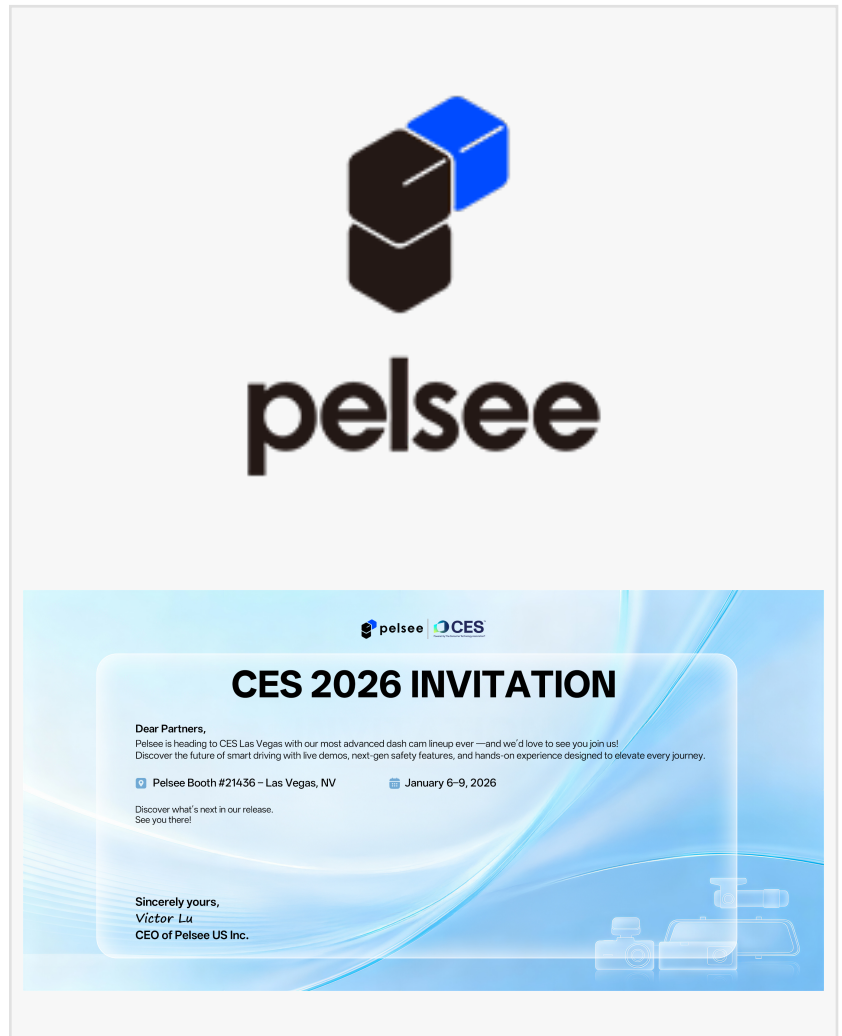 pelsee
pelsee CES
CES 2026 INVITATION
Dear Partners,
Pelsee is heading to CES Las Vegas with our most advanced dash cam lineup ever —and we'd love to see you join us!
Discover the future of smart driving with live demos, next-gen safety features, and hands-on experience designed to elevate every journey.
Pelsee Booth #21436 – Las Vegas, NV January 6–9, 2026
Discover what's next in our release.
See you there!
Sincerely yours,
Victor Lu
CEO of Pelsee US Inc.